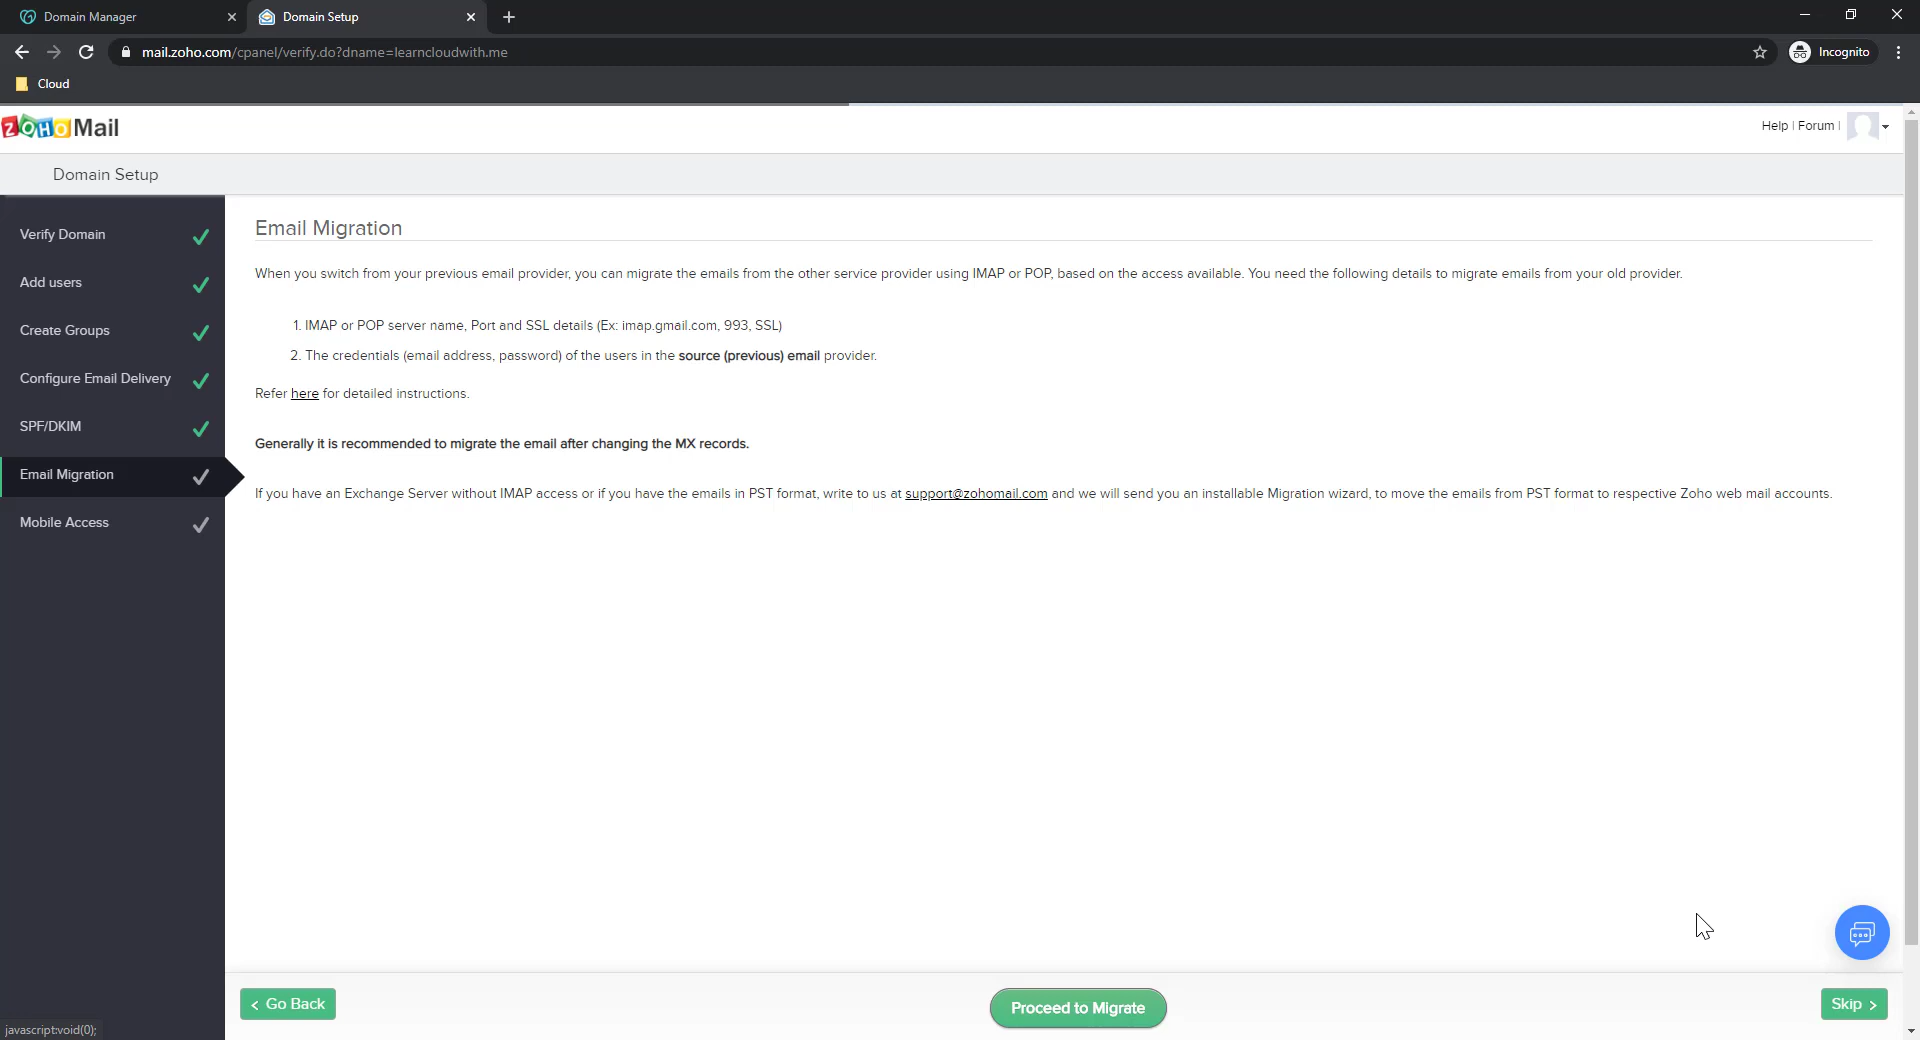 Domain Manager
Domain Setup
mail.zoho.com/cpanel/verify.do?dname=learncloudwith.me
Incognito
Cloud
ZOHO Mail
Help | Forum |
Domain Setup
Verify Domain
Add users
Create Groups
Configure Email Delivery
SPF/DKIM
Email Migration
Mobile Access
Email Migration
When you switch from your previous email provider, you can migrate the emails from the other service provider using IMAP or POP, based on the access available. You need the following details to migrate emails from your old provider.
1. IMAP or POP server name, Port and SSL details (Ex: imap.gmail.com, 993, SSL)
2. The credentials (email address, password) of the users in the source (previous) email provider.
Refer here for detailed instructions.
Generally it is recommended to migrate the email after changing the MX records.
If you have an Exchange Server without IMAP access or if you have the emails in PST format, write to us at support@zohomail.com and we will send you an installable Migration wizard, to move the emails from PST format to respective Zoho web mail accounts.
< Go Back
Proceed to Migrate
Skip >
javascript:void(0);